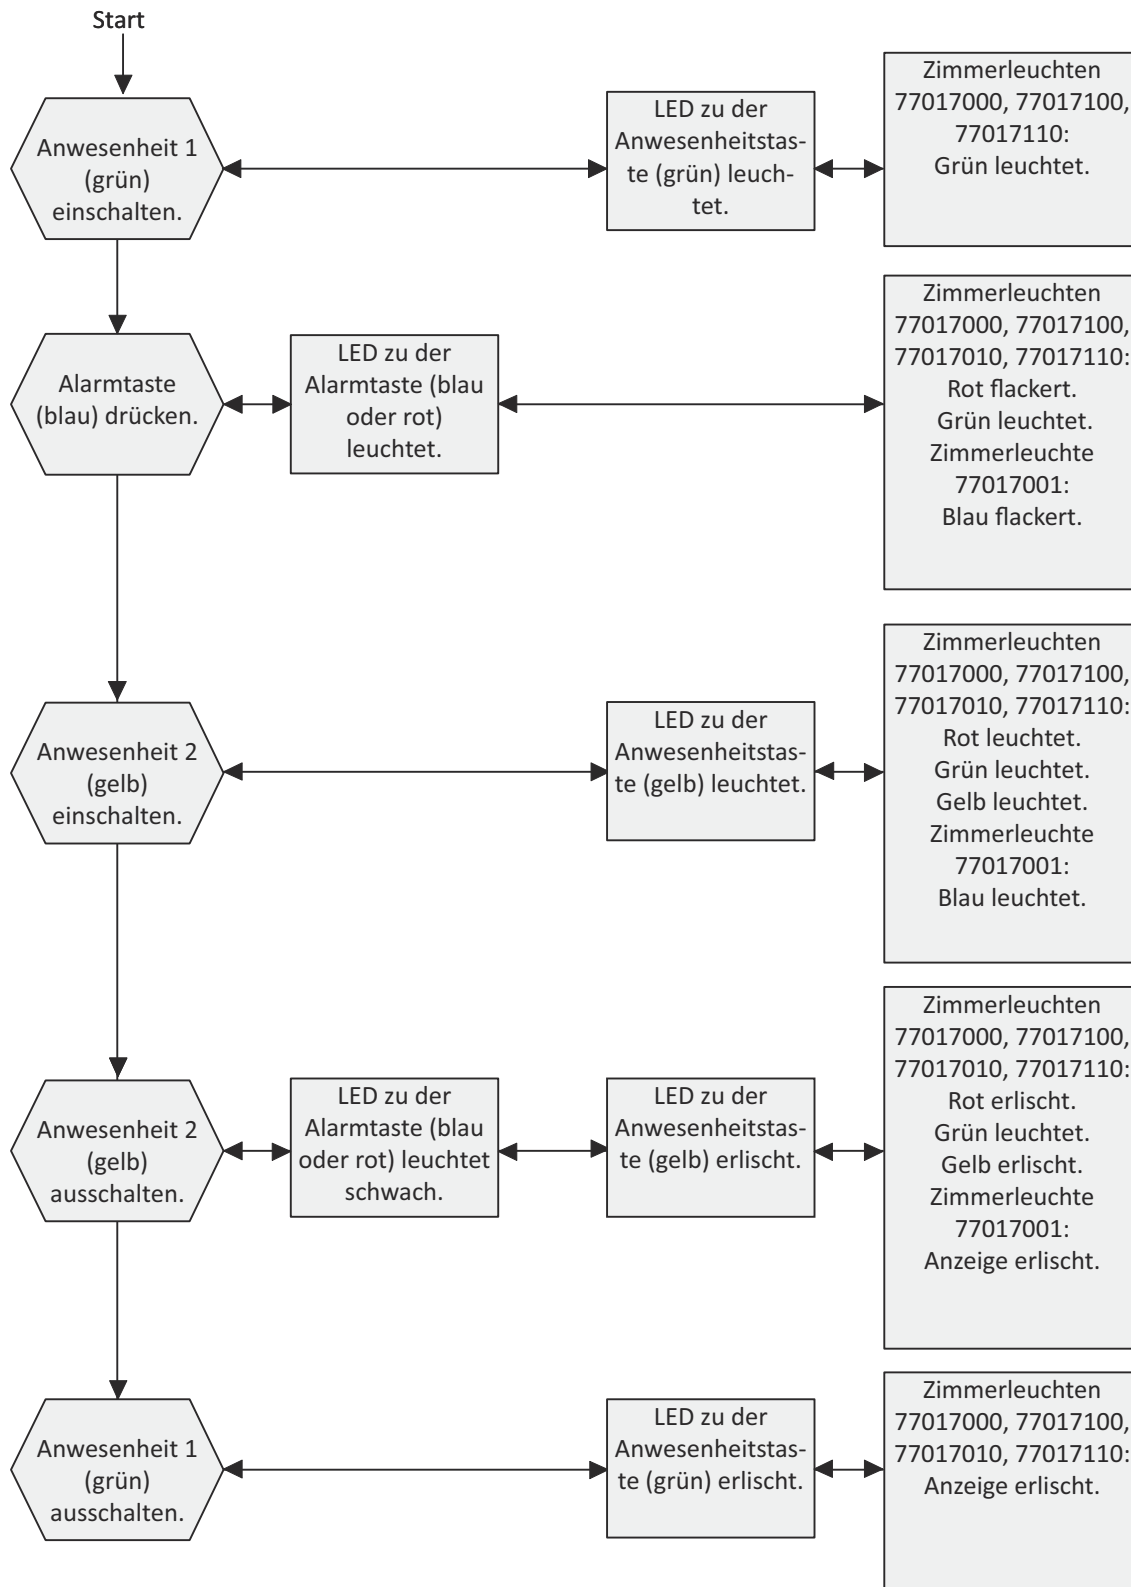 Start
Anwesenheit 1
(grün)
einschalten.
LED zu der
Anwesenheitstas-
te (grün) leuch-
tet.
Zimmerleuchten
77017000, 77017100,
77017110:
Grün leuchtet.
Alarmtaste
(blau) drücken.
LED zu der
Alarmtaste (blau
oder rot)
leuchtet.
Zimmerleuchten
77017000, 77017100,
77017010, 77017110:
Rot flackert.
Grün leuchtet.
Zimmerleuchte
77017001:
Blau flackert.
Anwesenheit 2
(gelb)
einschalten.
LED zu der
Anwesenheitstas-
te (gelb) leuchtet.
Zimmerleuchten
77017000, 77017100,
77017010, 77017110:
Rot leuchtet.
Grün leuchtet.
Gelb leuchtet.
Zimmerleuchte
77017001:
Blau leuchtet.
Anwesenheit 2
(gelb)
ausschalten.
LED zu der
Alarmtaste (blau
oder rot) leuchtet
schwach.
LED zu der
Anwesenheitstas-
te (gelb) erlischt.
Zimmerleuchten
77017000, 77017100,
77017010, 77017110:
Rot erlischt.
Grün leuchtet.
Gelb erlischt.
Zimmerleuchte
77017001:
Anzeige erlischt.
Anwesenheit 1
(grün)
ausschalten.
LED zu der
Anwesenheitstas-
te (grün) erlischt.
Zimmerleuchten
77017000, 77017100,
77017010, 77017110:
Anzeige erlischt.